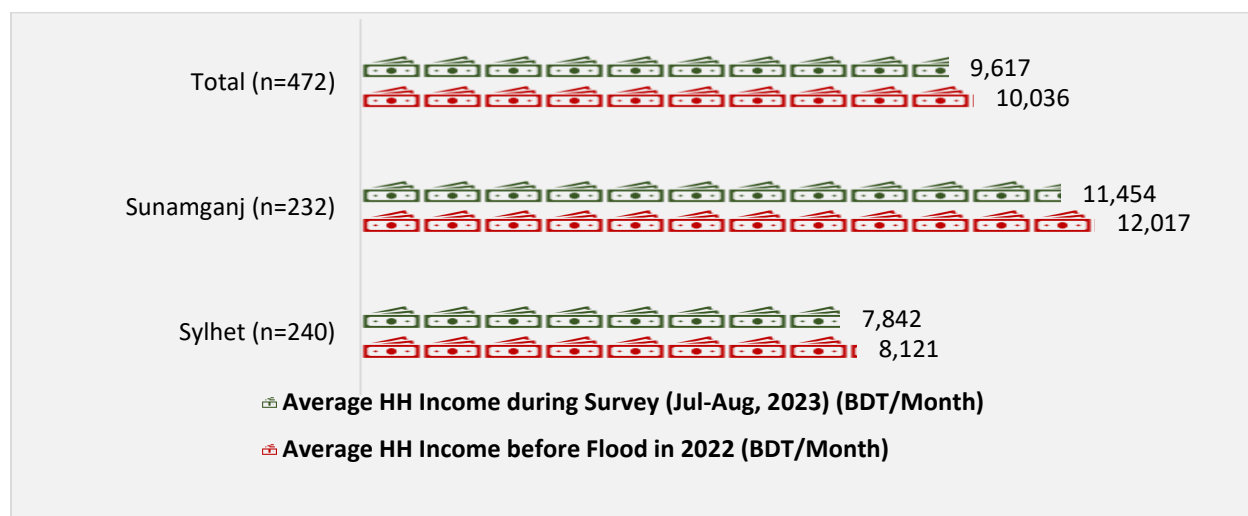 Total (n=472)
9,617
10,036
Sunamganj (n=232)
11,454
12,017
Sylhet (n=240)
7,842
8,121
Average HH Income during Survey (Jul-Aug, 2023) (BDT/Month)
Average HH Income before Flood in 2022 (BDT/Month)